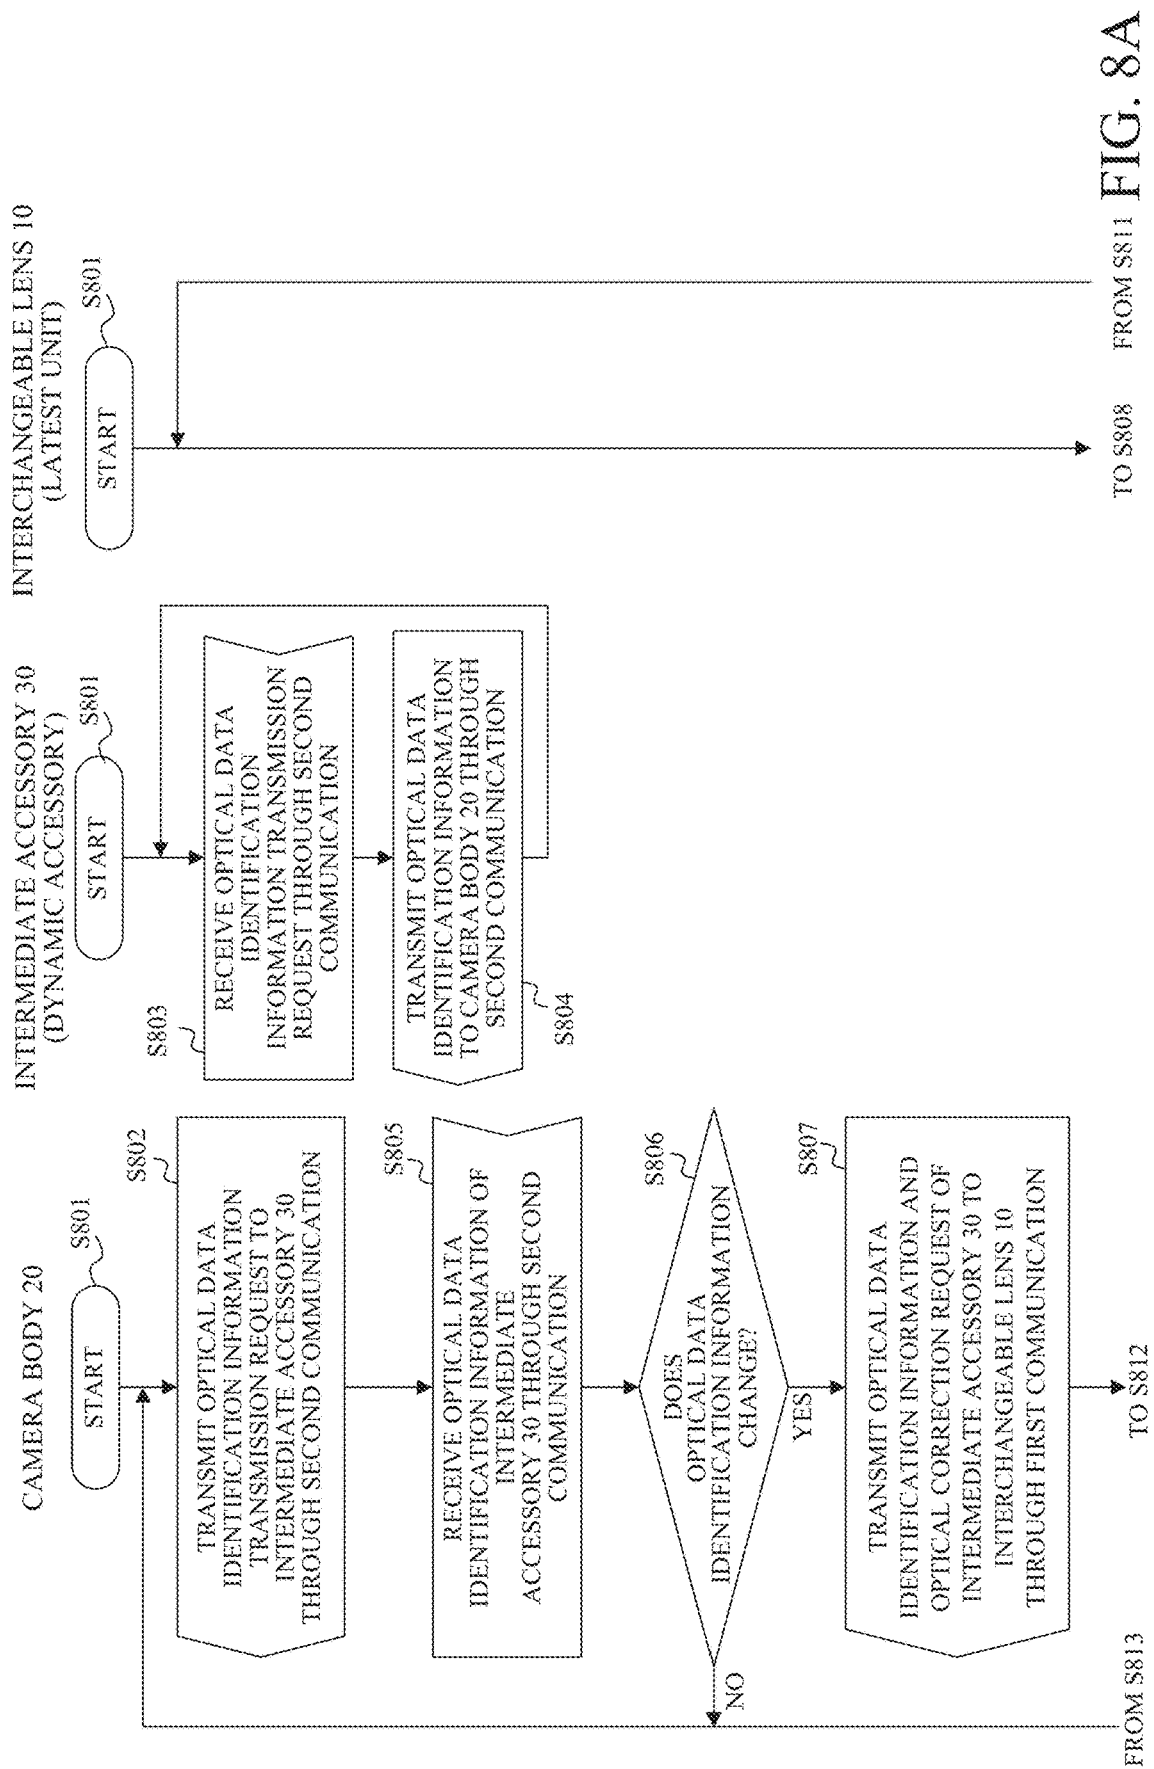 CAMERA BODY 20
START
S801
TRANSMIT OPTICAL DATA
IDENTIFICATION INFORMATION
TRANSMISSION REQUEST TO
INTERMEDIATE ACCESSORY 30
THROUGH SECOND COMMUNICATION
S802
RECEIVE OPTICAL DATA
IDENTIFICATION INFORMATION OF
INTERMEDIATE
ACCESSORY 30 THROUGH SECOND
COMMUNICATION
S805
DOES
OPTICAL DATA
IDENTIFICATION INFORMATION
CHANGE?
S806
NO
YES
TRANSMIT OPTICAL DATA
IDENTIFICATION INFORMATION AND
OPTICAL CORRECTION REQUEST OF
INTERMEDIATE ACCESSORY 30 TO
INTERCHANGEABLE LENS 10
THROUGH FIRST COMMUNICATION
S807
FROM S813
TO S812
INTERMEDIATE ACCESSORY 30
(DYNAMIC ACCESSORY)
START
S801
S803
RECEIVE OPTICAL DATA
IDENTIFICATION
INFORMATION TRANSMISSION
REQUEST THROUGH SECOND
COMMUNICATION
TRANSMIT OPTICAL DATA
IDENTIFICATION INFORMATION
TO CAMERA BODY 20 THROUGH
SECOND COMMUNICATION
S804
INTERCHANGEABLE LENS 10
(LATEST UNIT)
START
S801
TO S808
FROM S811
FIG. 8A